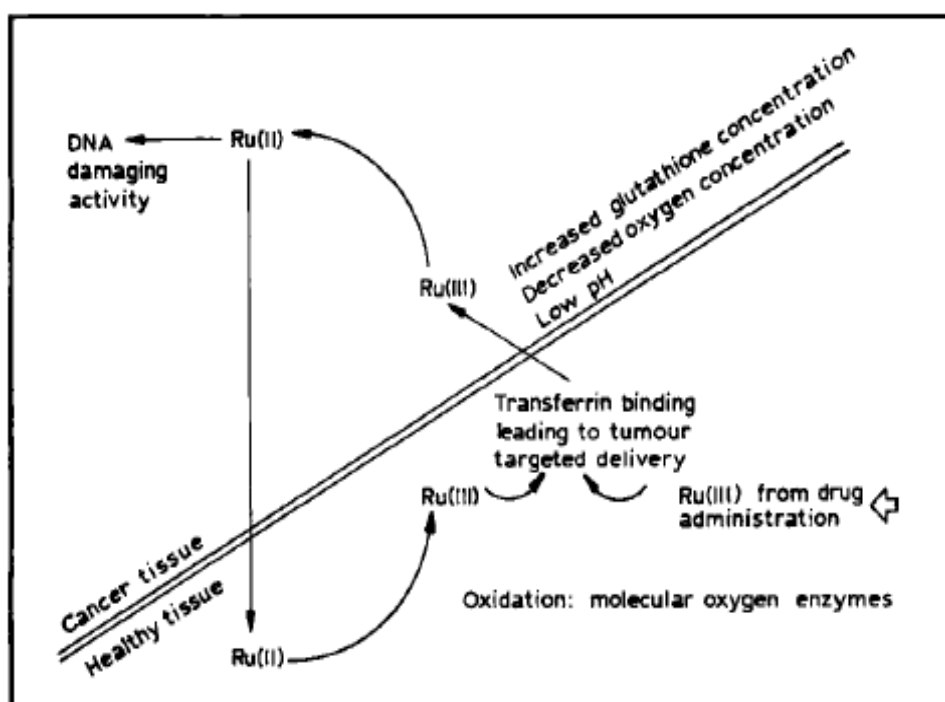 Increased glutathione concentration
Decreased oxygen concentration
Low pH
DNA
damaging
activity
Ru(II)
Ru(III)
Transferrin binding
leading to tumour
targeted delivery
Ru(III)
Ru(III) from drug
administration
Cancer tissue
Healthy tissue
Oxidation: molecular oxygen enzymes
Ru(II)